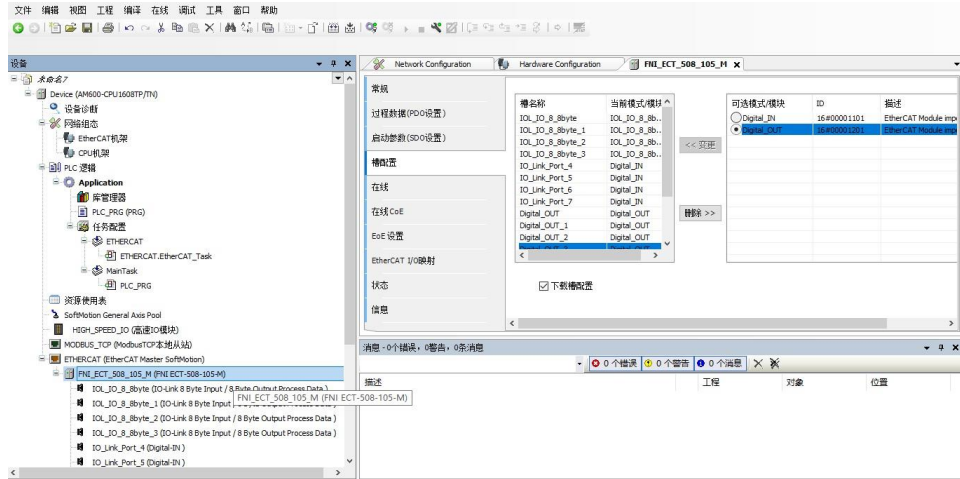 文件 编辑 视图 工程 编译 在线 调试 工具 窗口 帮助
设备
未命名7
Device (AM600-CPU1608TP/TN)
设备诊断
网络组态
EtherCAT机架
CPU机架
PLC 逻辑
Application
库管理器
PLC_PRG (PRG)
任务配置
ETHERCAT
ETHERCAT.EtherCAT_Task
MainTask
PLC_PRG
资源使用表
SoftMotion General Axis Pool
HIGH_SPEED_IO (高速IO模块)
MODBUS_TCP (ModbusTCP本地从站)
ETHERCAT (EtherCAT Master SoftMotion)
FNI_ECT_508_105_M (FNI ECT-508-105-M)
IOL_IO_8_8byte (IO-Link 8 Byte Input / 8 Byte Output Process Data )
FNI_ECT_508_105_M (FNI ECT-508-105-M)
IOL_IO_8_8byte_1 (IO-Link 8 Byte Input
IOL_IO_8_8byte_2 (IO-Link 8 Byte Input / 8 Byte Output Process Data )
IOL_IO_8_8byte_3 (IO-Link 8 Byte Input / 8 Byte Output Process Data )
IO_Link_Port_4 (Digital-IN )
IO_Link_Port_5 (Digital-IN )
Network Configuration Hardware Configuration FNI_ECT_508_105_M
常规
过程数据(PDO设置)
启动参数(SDO设置)
槽配置
在线
在线CoE
EoE 设置
EtherCAT I/O映射
状态
信息
槽名称 当前模式/模块
IOL_IO_8_8byte IOL_IO_8_8b..
IOL_IO_8_8byte_1 IOL_IO_8_8b..
IOL_IO_8_8byte_2 IOL_IO_8_8b..
IOL_IO_8_8byte_3 IOL_IO_8_8b..
IO_Link_Port_4 Digital_IN
IO_Link_Port_5 Digital_IN
IO_Link_Port_6 Digital_IN
IO_Link_Port_7 Digital_IN
Digital_OUT Digital_OUT
Digital_OUT_1 Digital_OUT
Digital_OUT_2 Digital_OUT
<< 变更
删除 >>
可选模式/模块 ID 描述
Digital_IN 16#00001101 EtherCAT Module imp
Digital_OUT 16#00001201 EtherCAT Module imp
下载槽配置
消息 -0个错误，0警告，0条消息
0 个错误 0 个警告 0 个消息
描述 工程 对象 位置